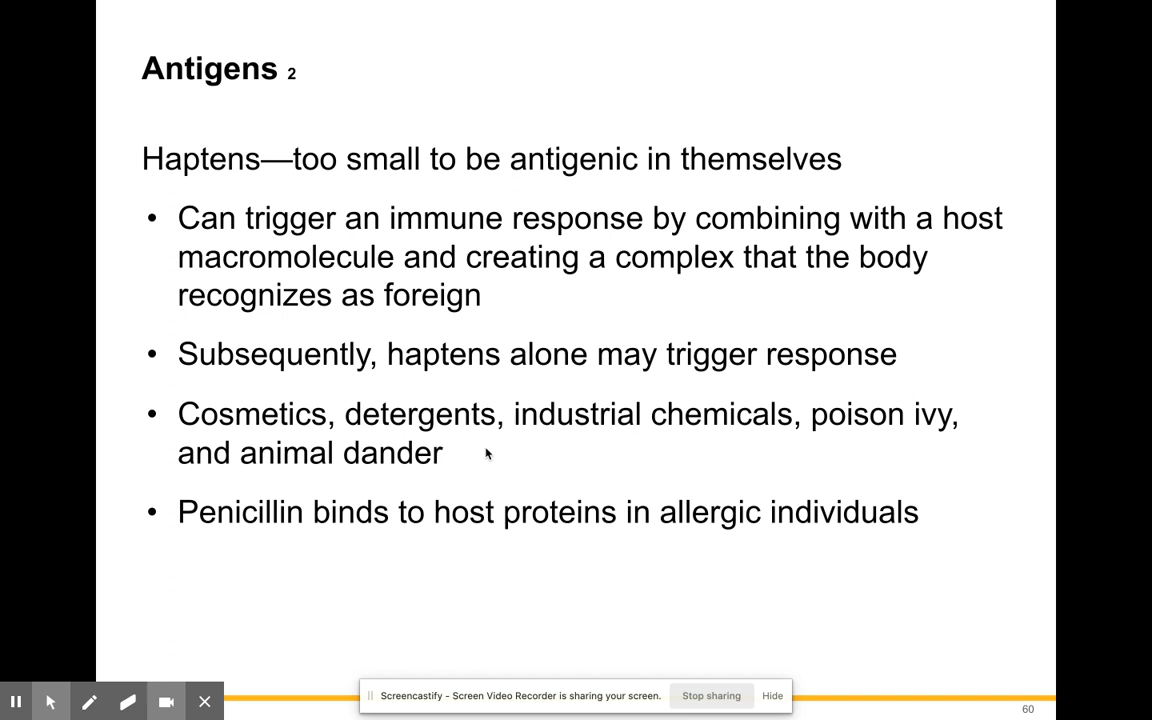 Antigens 2
Haptens—too small to be antigenic in themselves
• Can trigger an immune response by combining with a host
macromolecule and creating a complex that the body
recognizes as foreign
• Subsequently, haptens alone may trigger response
• Cosmetics, detergents, industrial chemicals, poison ivy,
and animal dander
• Penicillin binds to host proteins in allergic individuals
Screencastify - Screen Video Recorder is sharing your screen. Stop sharing Hide
60